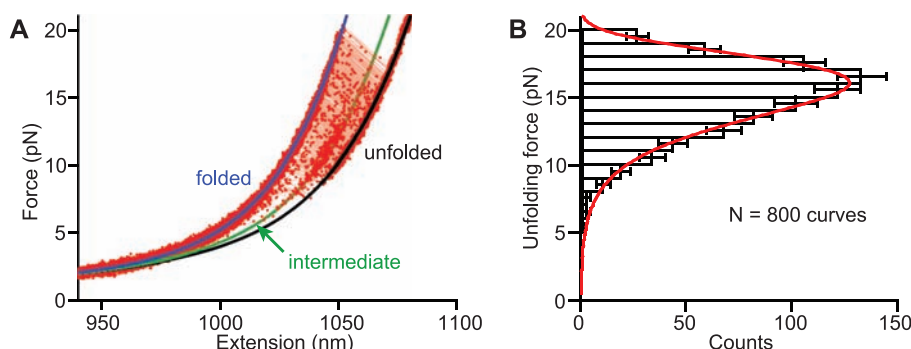 A
Force (pN)
20
15
10
5
0
folded
unfolded
intermediate
950
1000
1050
1100
Extension (nm)
B
Unfolding force (pN)
20
15
10
5
0
N = 800 curves
0
50
100
150
Counts